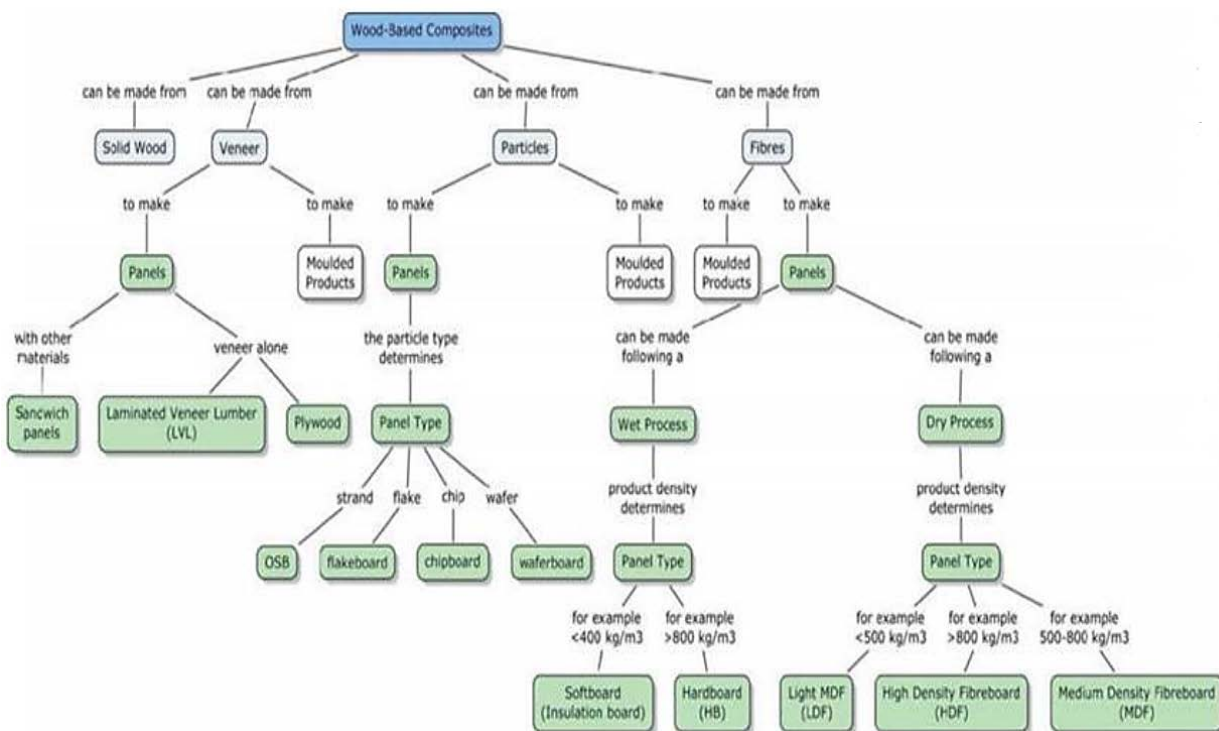 Wood-Based Composites
can be made from
can be made from
can be made from
can be made from
Solid Wood
Veneer
Particles
Fibres
to make
to make
to make
to make
to make
to make
Panels
Moulded
Products
Panels
Moulded
Products
Moulded
Products
Panels
with other
materials
veneer alone
the particle type
determines
can be made
following a
can be made
following a
Sandwich
panels
Laminated Veneer Lumber
(LVL)
Plywood
Panel Type
Wet Process
Dry Process
strand
flake
chip
wafer
product density
determines
product density
determines
OSB
flakeboard
chipboard
waferboard
Panel Type
Panel Type
for example
<400 kg/m3
for example
>800 kg/m3
for example
<500 kg/m3
for example
>800 kg/m3
for example
500-800 kg/m3
Softboard
(Insulation board)
Hardboard
(HB)
Light MDF
(LDF)
High Density Fibreboard
(HDF)
Medium Density Fibreboard
(MDF)